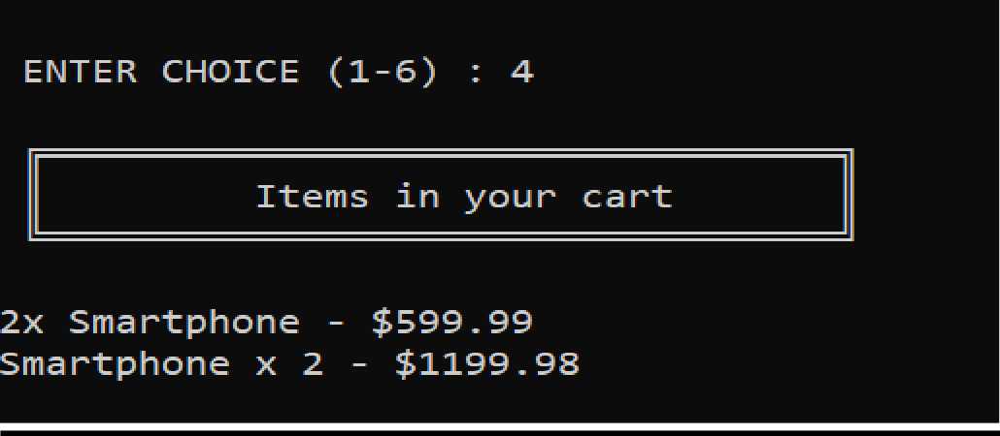 ENTER CHOICE (1-6) : 4
Items in your cart
2x Smartphone - $599.99
Smartphone x 2 - $1199.98